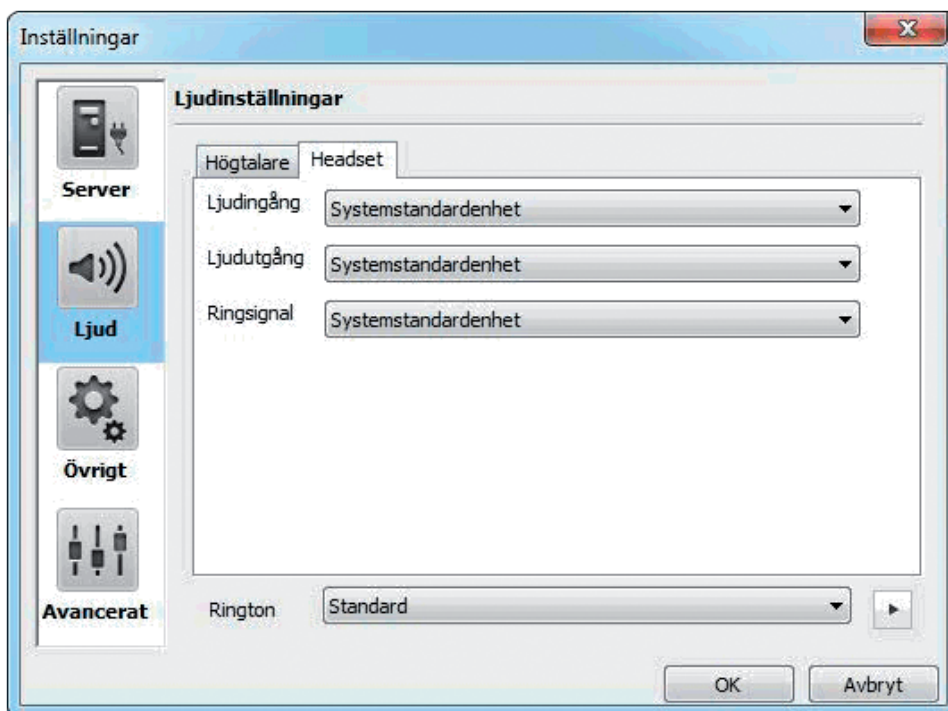 Inställningar
Server
Ljud
Övrigt
Avancerat
Ljudinställningar
Högtalare Headset
Ljudingång Systemstandardenhet
Ljudutgång Systemstandardenhet
Ringsignal Systemstandardenhet
Rington Standard
OK Avbryt